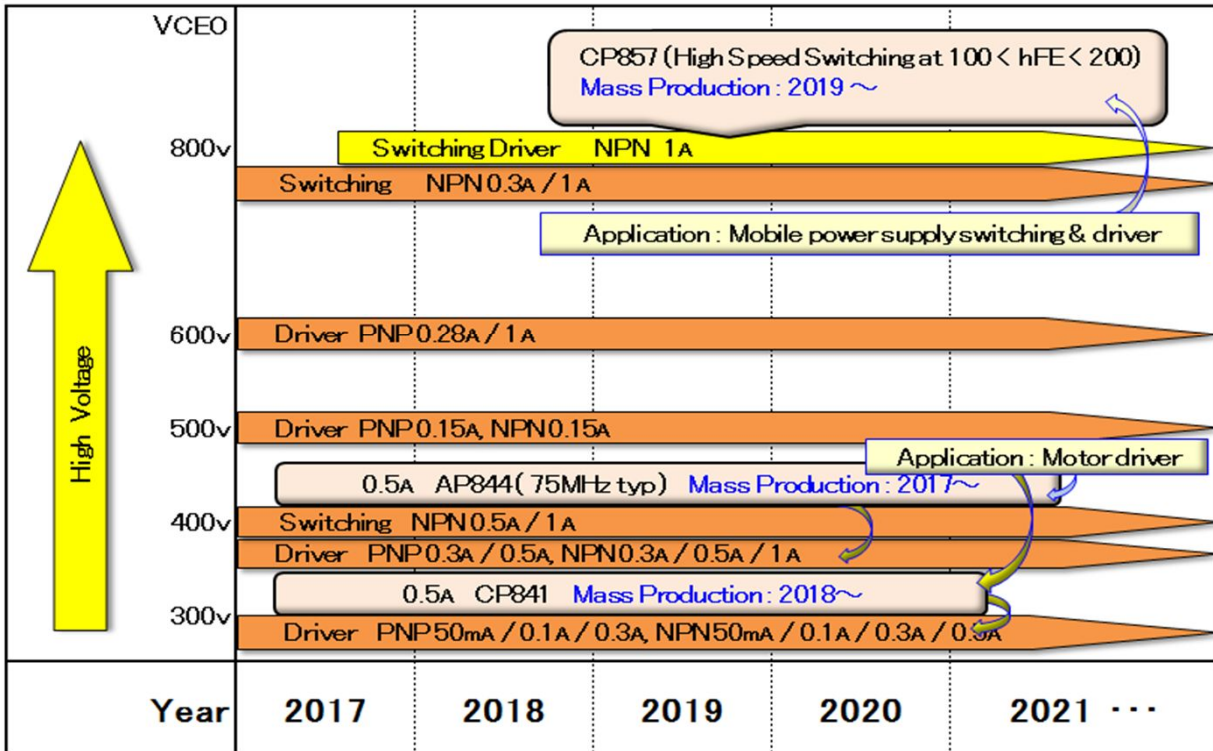 VCEO
CP857 (High Speed Switching at 100 < hFE < 200)
Mass Production : 2019 ～
800v
Switching Driver NPN 1A
Switching NPN 0.3A / 1A
Application : Mobile power supply switching & driver
High Voltage
600v
Driver PNP 0.28A / 1A
500v
Driver PNP 0.15A, NPN 0.15A
Application : Motor driver
0.5A AP844( 75MHz typ) Mass Production : 2017～
400v
Switching NPN 0.5A / 1A
Driver PNP 0.3A / 0.5A, NPN 0.3A / 0.5A / 1A
0.5A CP841 Mass Production : 2018～
300v
Driver PNP 50mA / 0.1A / 0.3A, NPN 50mA / 0.1A / 0.3A / 0.5A
Year 2017 2018 2019 2020 2021 ･･･